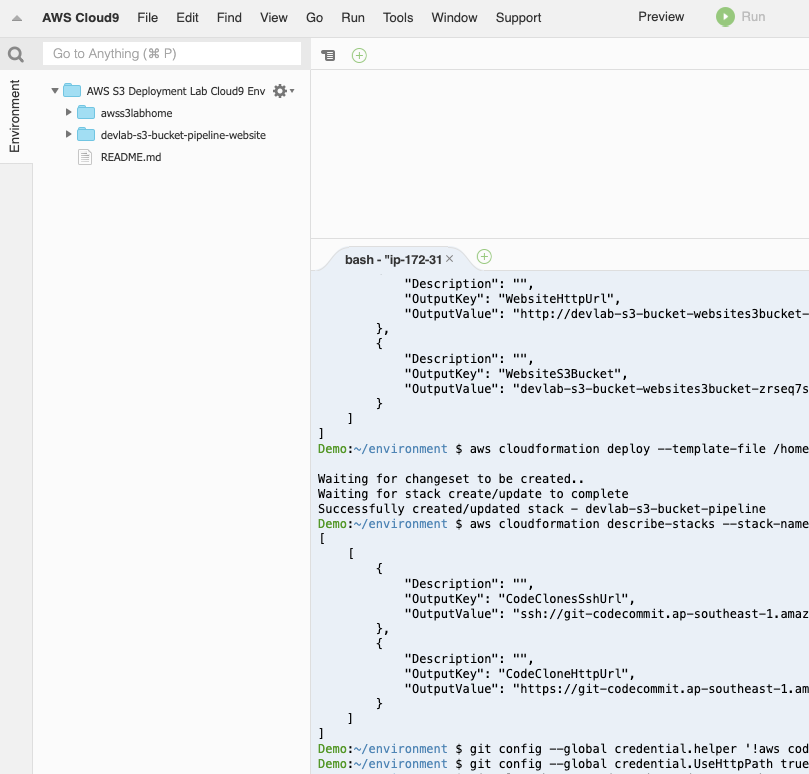 AWS Cloud9 File Edit Find View Go Run Tools Window Support Preview Run
Go to Anything (⌘ P)
Environment
AWS S3 Deployment Lab Cloud9 Env
awss3labhome
devlab-s3-bucket-pipeline-website
README.md
bash - "ip-172-31
"Description": "",
"OutputKey": "WebsiteHttpUrl",
"OutputValue": "http://devlab-s3-bucket-websites3bucket-
},
{
"Description": "",
"OutputKey": "WebsiteS3Bucket",
"OutputValue": "devlab-s3-bucket-websites3bucket-zrseq7s
}
]
]
Demo:~/environment $ aws cloudformation deploy --template-file /home
Waiting for changeset to be created..
Waiting for stack create/update to complete
Successfully created/updated stack - devlab-s3-bucket-pipeline
Demo:~/environment $ aws cloudformation describe-stacks --stack-name
[
[
{
"Description": "",
"OutputKey": "CodeClonesSshUrl",
"OutputValue": "ssh://git-codecommit.ap-southeast-1.amaz
},
{
"Description": "",
"OutputKey": "CodeCloneHttpUrl",
"OutputValue": "https://git-codecommit.ap-southeast-1.am
}
]
]
Demo:~/environment $ git config --global credential.helper '!aws cod
Demo:~/environment $ git config --global credential.UseHttpPath true